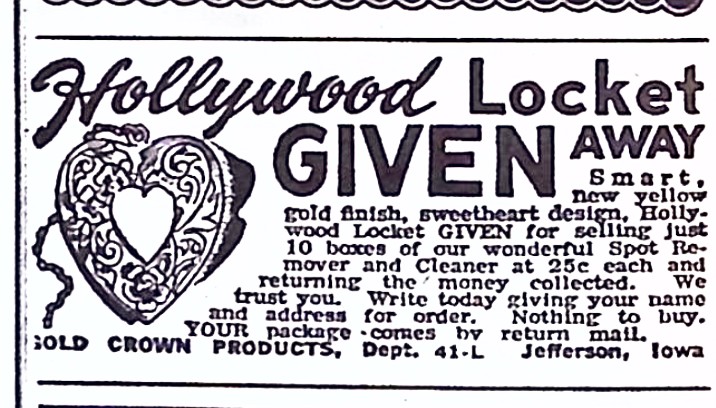 Hollywood Locket
GIVEN AWAY
Smart,
new yellow
gold finish, sweetheart design, Holly-
wood Locket GIVEN for selling just
10 boxes of our wonderful Spot Re-
mover and Cleaner at 25c each and
returning the money collected. We
trust you. Write today giving your name
and address for order. Nothing to buy.
YOUR package comes by return mail.
GOLD CROWN PRODUCTS, Dept. 41-L Jefferson, Iowa